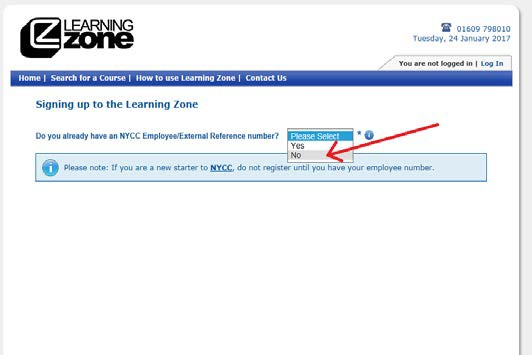 LEARNING
zone
01609 798010
Tuesday, 24 January 2017
You are not logged in | Log In
Home | Search for a Course | How to use Learning Zone | Contact Us
Signing up to the Learning Zone
Do you already have an NYCC Employee/External Reference number? Please Select * i
Yes
No
i Please note: If you are a new starter to NYCC, do not register until you have your employee number.